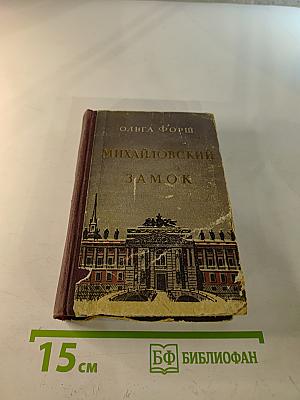 ОЛЬГА ФОРШ
МИХАЙЛОВСКИЙ
ЗАМОК
15 см
БФ БИБЛИОФАН